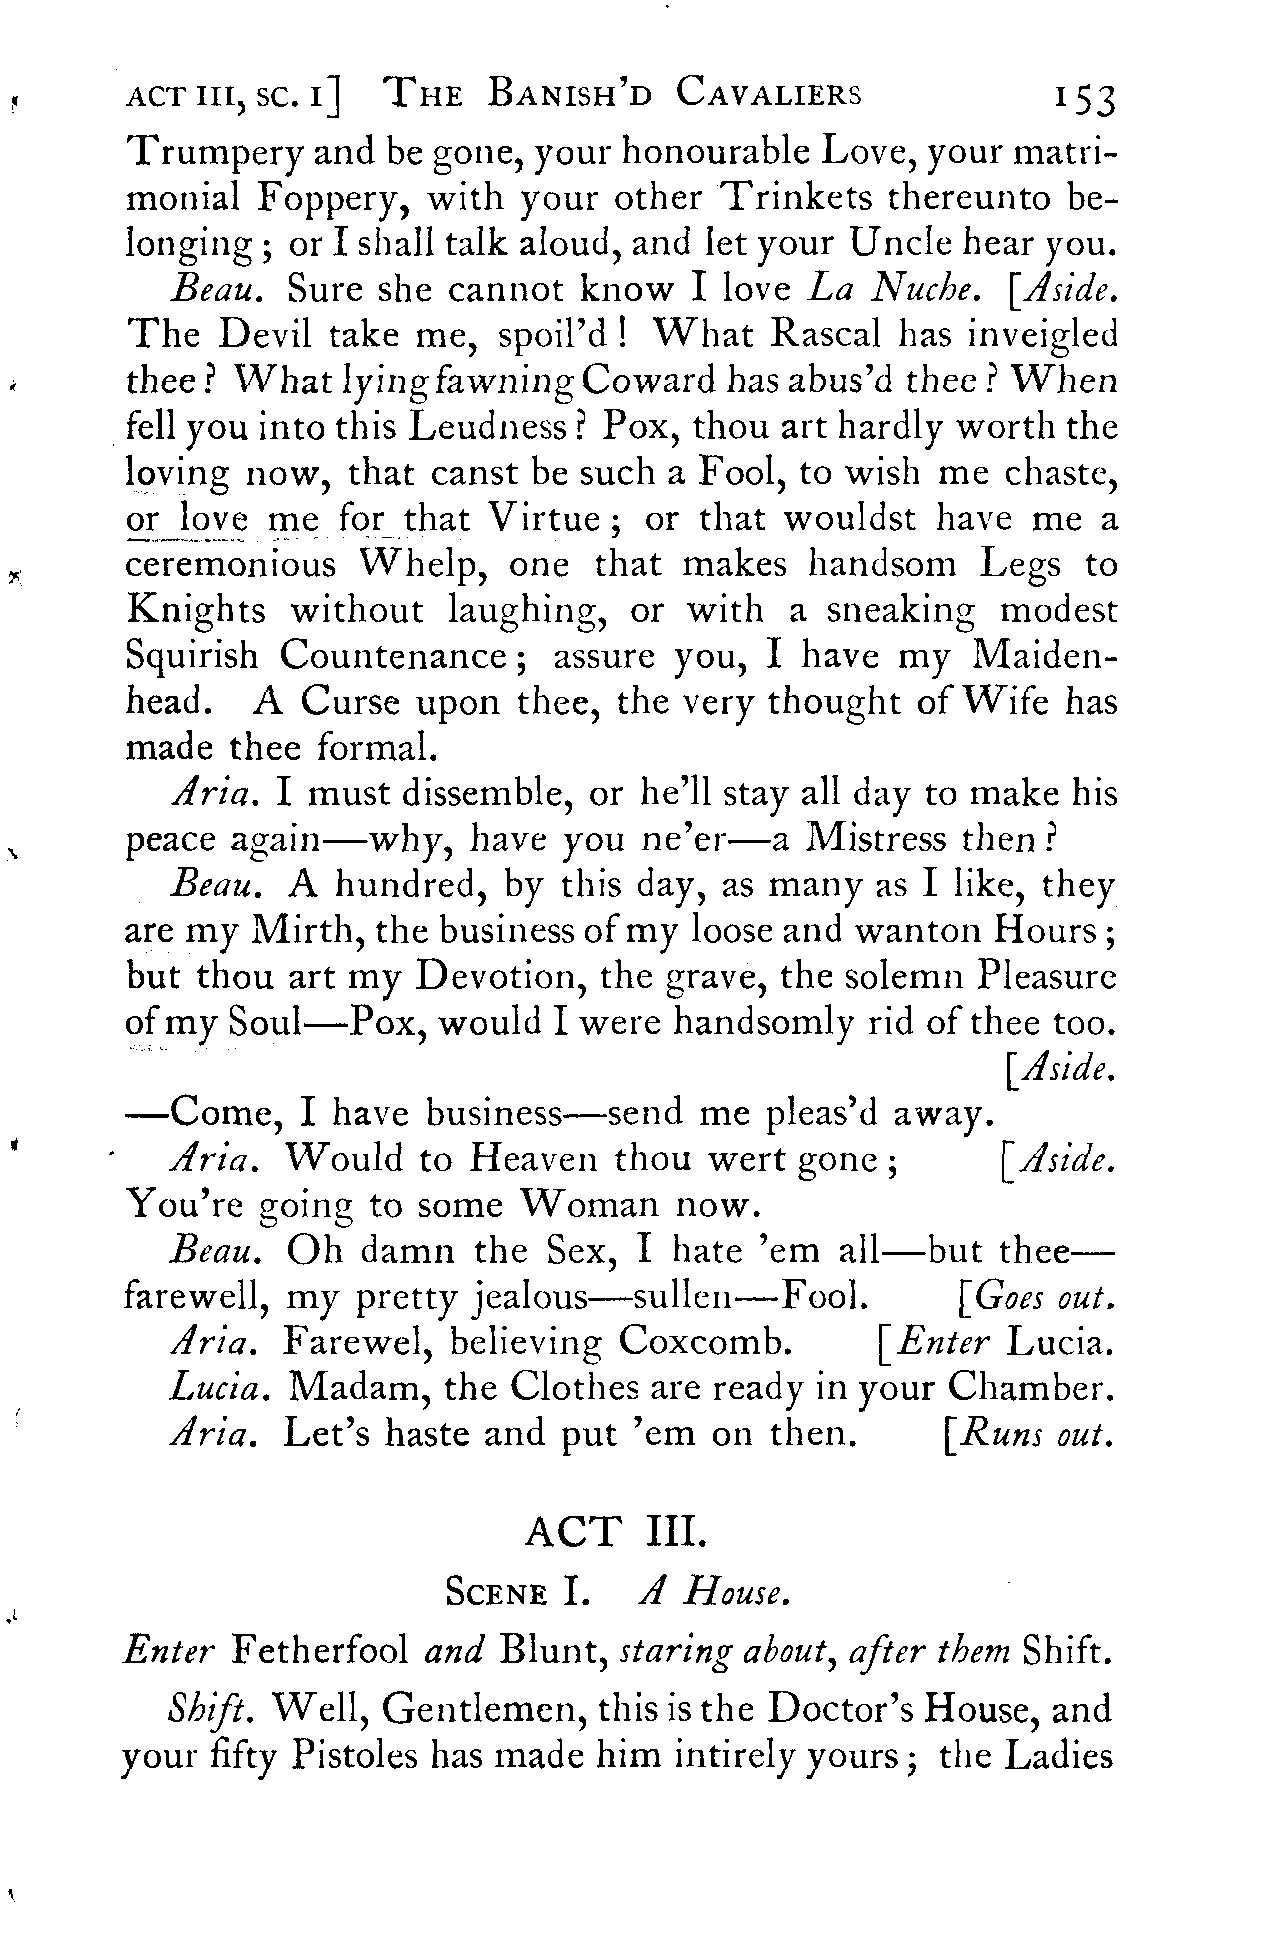 ACT III, SC. I] THE BANISH'D CAVALIERS 153
Trumpery and be gone, your honourable Love, your matri-
monial Foppery, with your other Trinkets thereunto be-
longing; or I shall talk aloud, and let your Uncle hear you.
Beau. Sure she cannot know I love La Nuche. [Aside.
The Devil take me, spoil'd! What Rascal has inveigled
thee? What lying fawning Coward has abus'd thee? When
fell you into this Leudness? Pox, thou art hardly worth the
loving now, that canst be such a Fool, to wish me chaste,
or love me for that Virtue; or that wouldst have me a
ceremonious Whelp, one that makes handsom Legs to
Knights without laughing, or with a sneaking modest
Squirish Countenance; assure you, I have my Maiden-
head. A Curse upon thee, the very thought of Wife has
made thee formal.
Aria. I must dissemble, or he'll stay all day to make his
peace again—why, have you ne'er—a Mistress then?
Beau. A hundred, by this day, as many as I like, they
are my Mirth, the business of my loose and wanton Hours;
but thou art my Devotion, the grave, the solemn Pleasure
of my Soul—Pox, would I were handsomly rid of thee too.
[Aside.
—Come, I have business—send me pleas'd away.
Aria. Would to Heaven thou wert gone; [Aside.
You're going to some Woman now.
Beau. Oh damn the Sex, I hate 'em all—but thee—
farewell, my pretty jealous—sullen—Fool. [Goes out.
Aria. Farewel, believing Coxcomb. [Enter Lucia.
Lucia. Madam, the Clothes are ready in your Chamber.
Aria. Let's haste and put 'em on then. [Runs out.
ACT III.
SCENE I. A House.
Enter Fetherfool and Blunt, staring about, after them Shift.
Shift. Well, Gentlemen, this is the Doctor's House, and
your fifty Pistoles has made him intirely yours; the Ladies